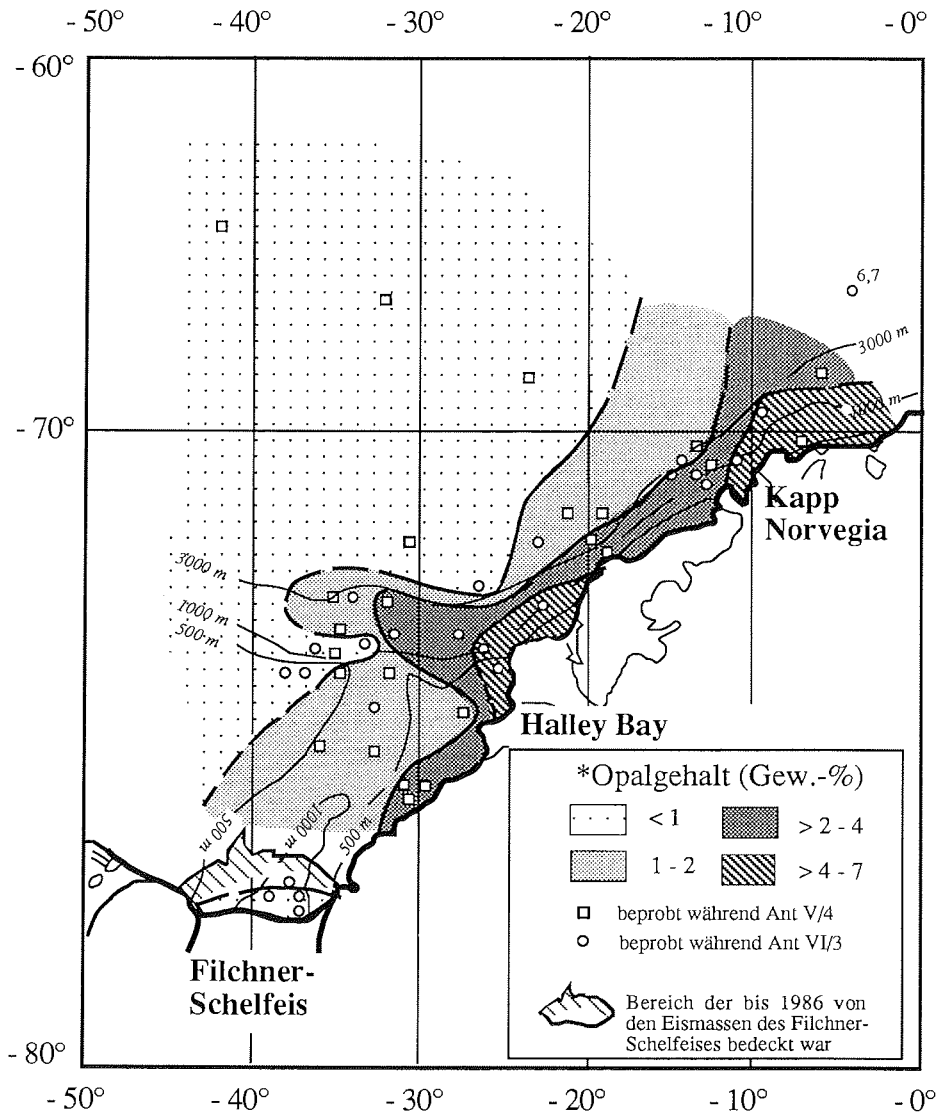 - 50° - 40° - 30° - 20° - 10° - 0°
- 60°
6,7
3000 m
1000 m
- 70°
Kapp
Norvegia
3000 m
1000 m
500 m
Halley Bay
*Opalgehalt (Gew.-%)
< 1
> 2 - 4
1 - 2
> 4 - 7
beprobt während Ant V/4
beprobt während Ant VI/3
Bereich der bis 1986 von
den Eismassen des Filchner-
Schelfeises bedeckt war
500 m
1000 m
500 m
Filchner-
Schelfeis
- 80°
- 50° - 40° - 30° - 20° - 10° - 0°